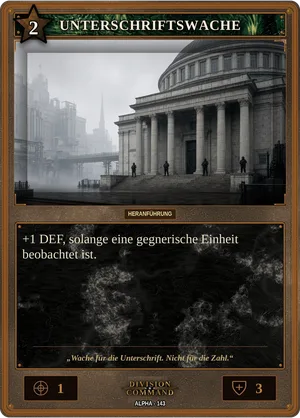 2
UNTERSCHRIFTSWACHE
HERANFÜHRUNG
+1 DEF, solange eine gegnerische Einheit
beobachtet ist.
„Wache für die Unterschrift. Nicht für die Zahl.“
1
DIVISION
COMMAND
ALPHA · 143
3